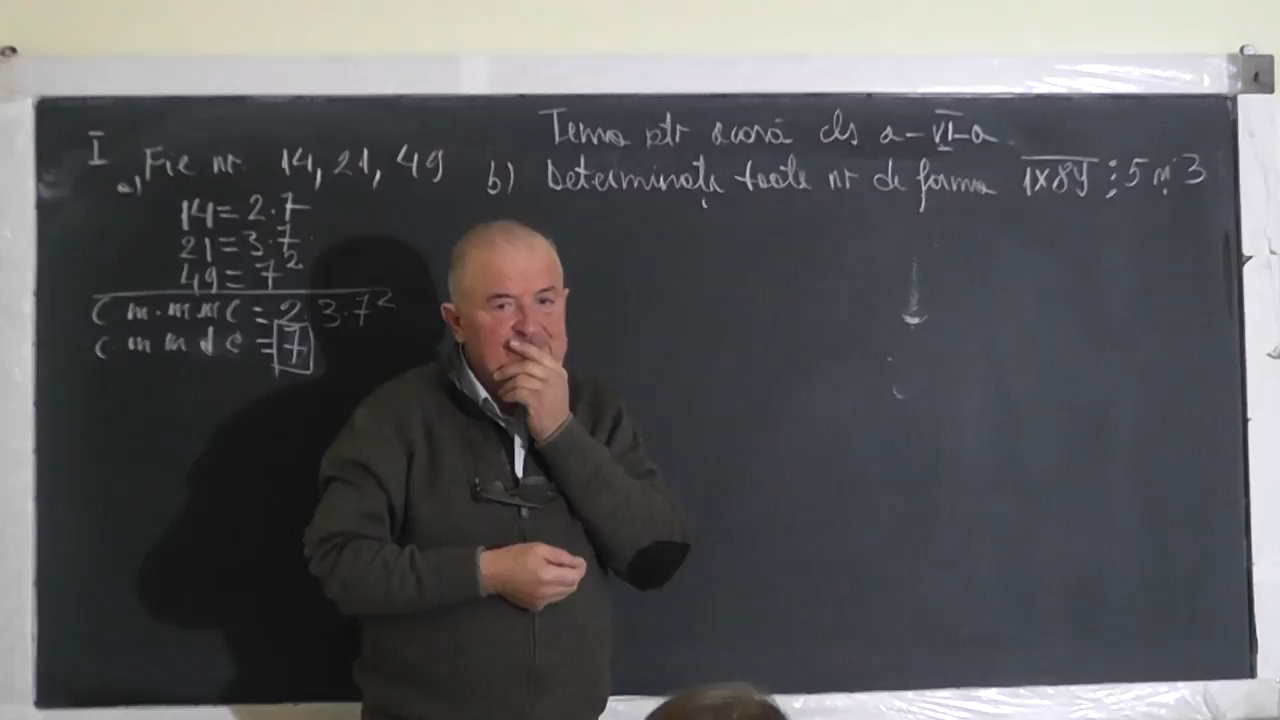 Tema ptr acasă cls a-VI-a
I
a) Fie nr. 14, 21, 49
14=2·7
21=3·7
49=7²
c m.m.m c = 2·3·7²
c m m d c = 7
b) Determinați toate nr de forma 1x8y ⋮ 5 și 3